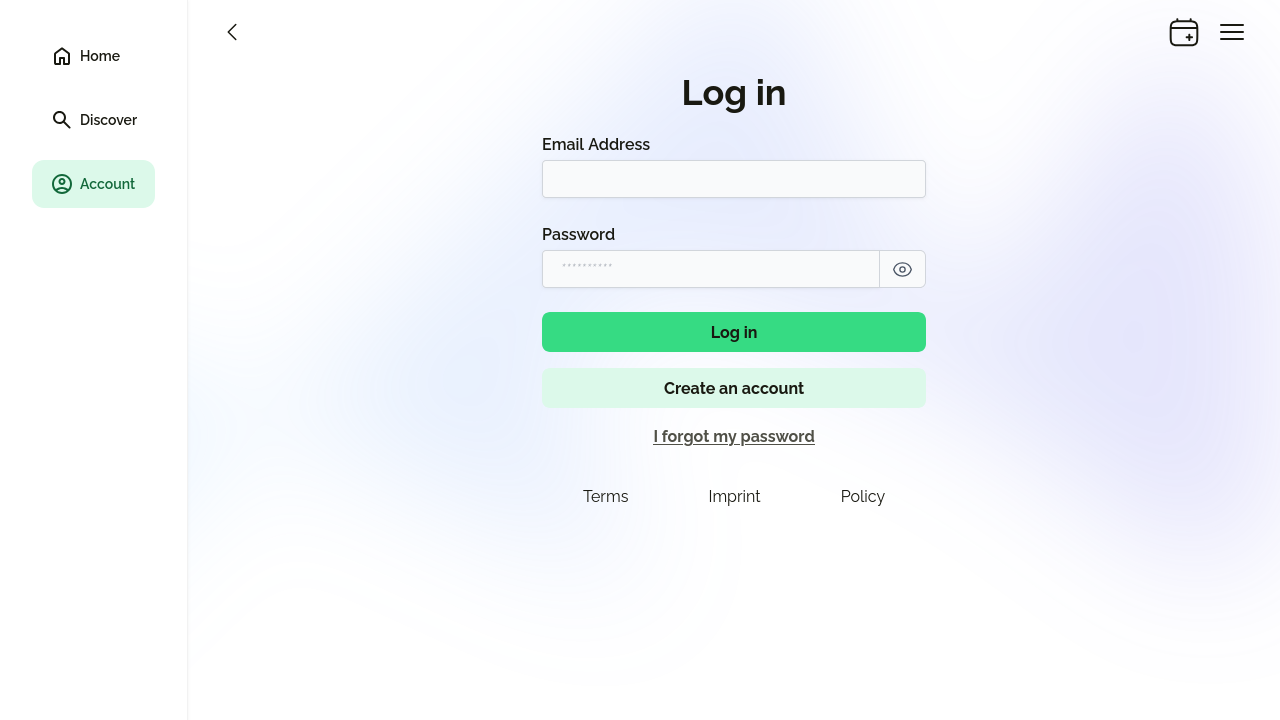 Home
Discover
Account
Log in
Email Address
Password
**********
Log in
Create an account
I forgot my password
Terms
Imprint
Policy